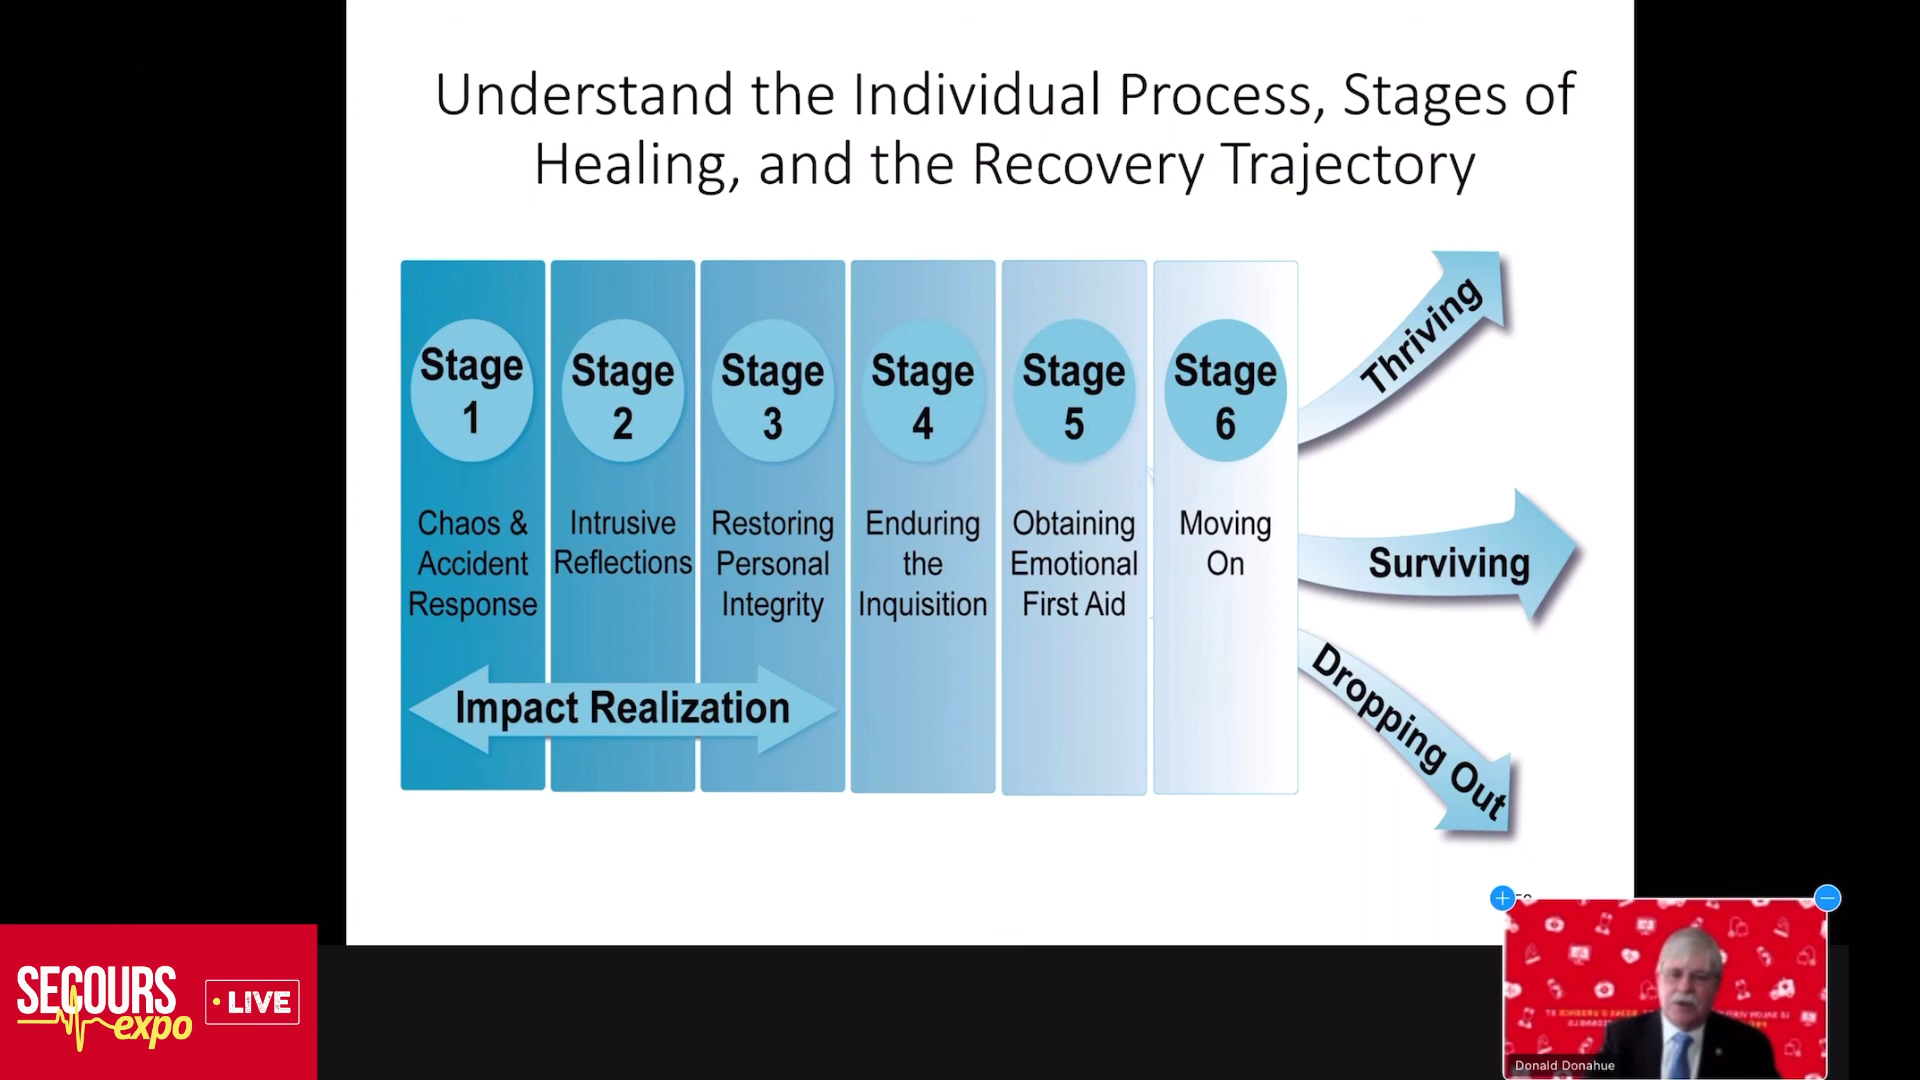 Understand the Individual Process, Stages of
Healing, and the Recovery Trajectory
Stage
1
Chaos &
Accident
Response
Stage
2
Intrusive
Reflections
Stage
3
Restoring
Personal
Integrity
Stage
4
Enduring
the
Inquisition
Stage
5
Obtaining
Emotional
First Aid
Stage
6
Moving
On
Impact Realization
Thriving
Surviving
Dropping Out
SECOURS
expo
LIVE
Donald Donahue